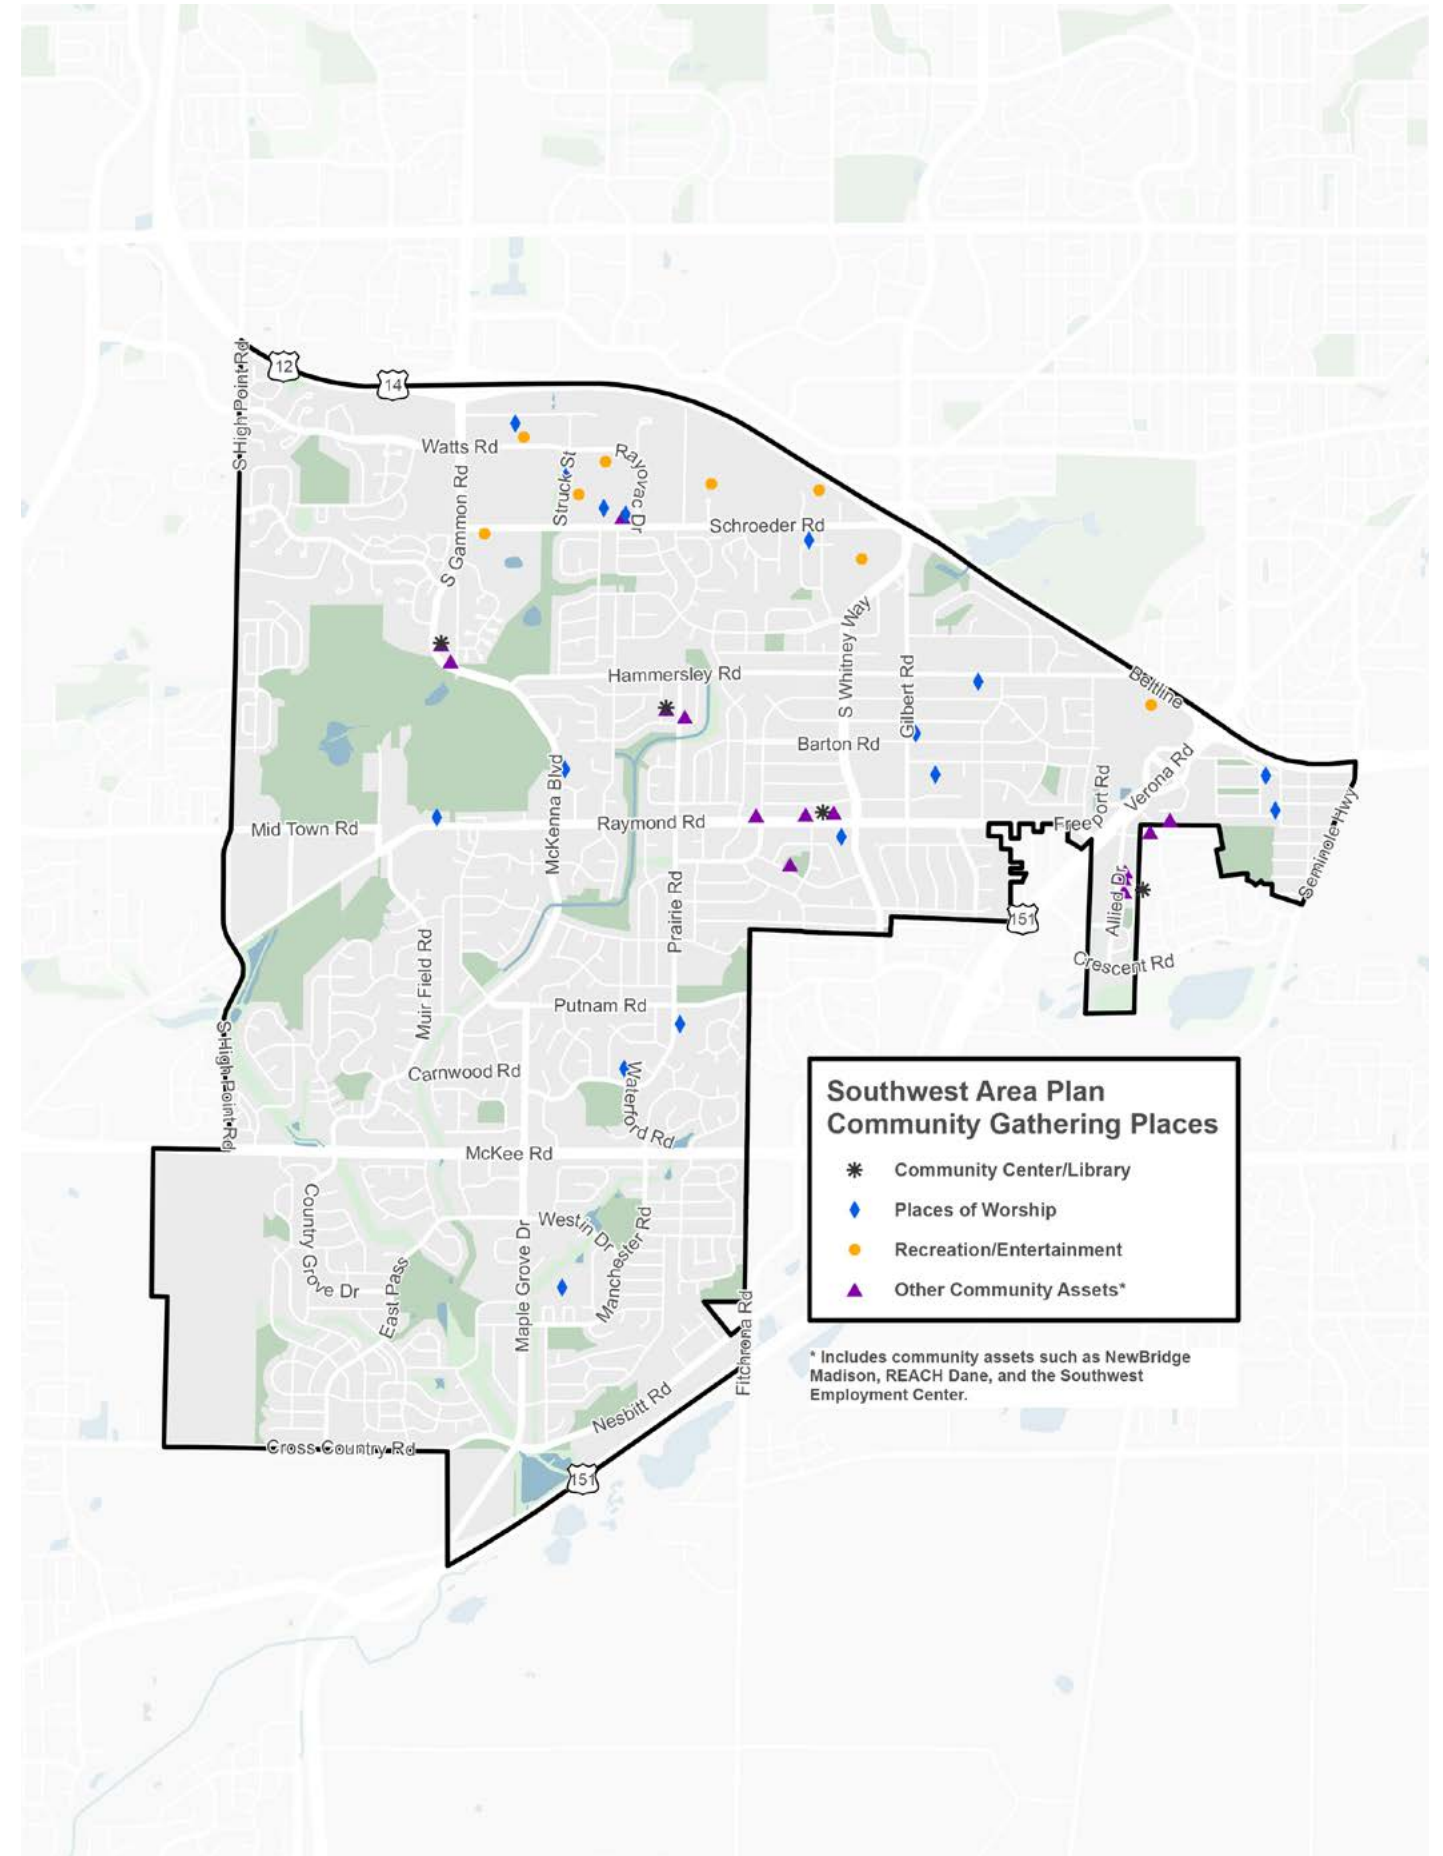 S High Point Rd
12
14
Watts Rd
Struck St
Rayovac Dr
S Gammon Rd
Schroeder Rd
S Whitney Way
Hammersley Rd
Gilbert Rd
Beltline
Barton Rd
McKenna Blvd
Verona Rd
Seminole Hwy
Mid Town Rd
Raymond Rd
Freeport Rd
Prairie Rd
Allied Dr
151
Muir Field Rd
Crescent Rd
Putnam Rd
S High Point Rd
Carnwood Rd
Waterford Rd
McKee Rd
Country Grove Dr
Westin Dr
Manchester Rd
East Pass
Maple Grove Dr
Fitchrona Rd
Nesbitt Rd
Cross Country Rd
151
Southwest Area Plan
Community Gathering Places
Community Center/Library
Places of Worship
Recreation/Entertainment
Other Community Assets*
* Includes community assets such as NewBridge
Madison, REACH Dane, and the Southwest
Employment Center.